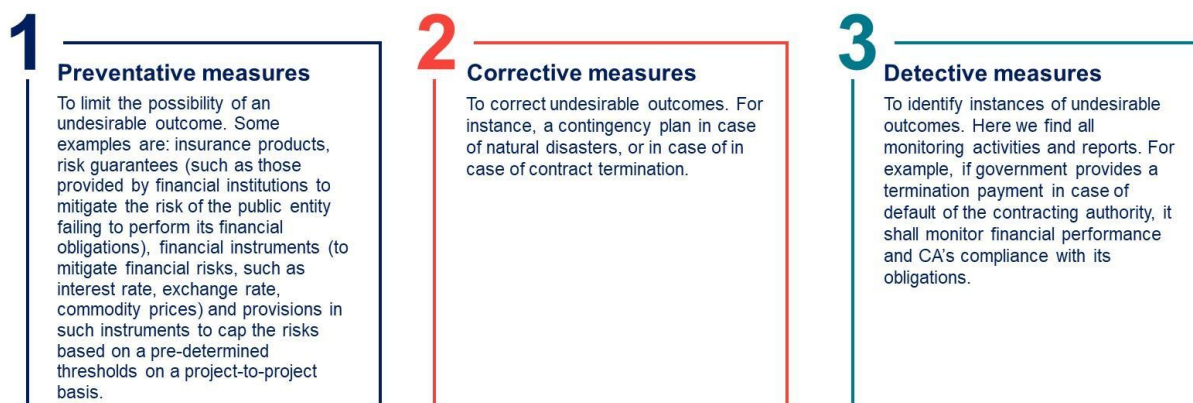 1
Preventative measures
To limit the possibility of an
undesirable outcome. Some
examples are: insurance products,
risk guarantees (such as those
provided by financial institutions to
mitigate the risk of the public entity
failing to perform its financial
obligations), financial instruments (to
mitigate financial risks, such as
interest rate, exchange rate,
commodity prices) and provisions in
such instruments to cap the risks
based on a pre-determined
thresholds on a project-to-project
basis.
2
Corrective measures
To correct undesirable outcomes. For
instance, a contingency plan in case
of natural disasters, or in case of in
case of contract termination.
3
Detective measures
To identify instances of undesirable
outcomes. Here we find all
monitoring activities and reports. For
example, if government provides a
termination payment in case of
default of the contracting authority, it
shall monitor financial performance
and CA's compliance with its
obligations.